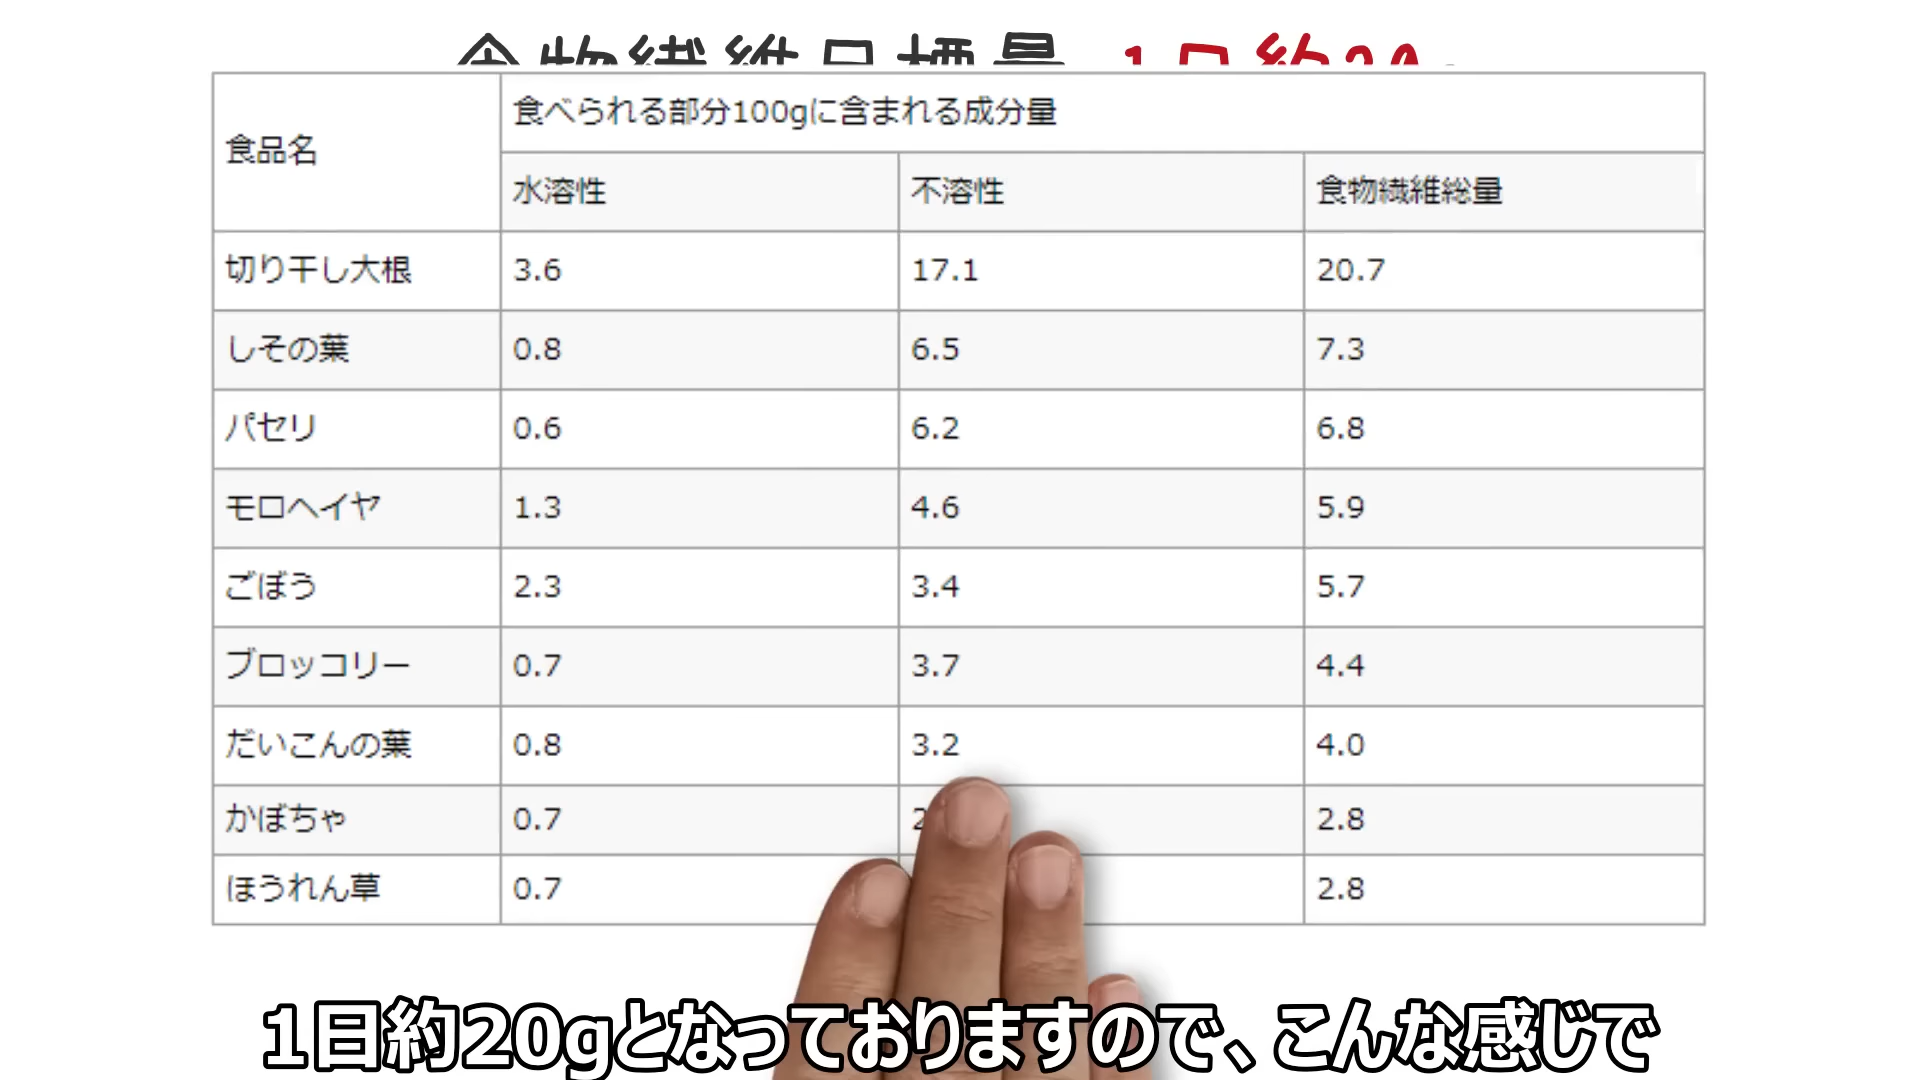 食品名
食べられる部分100gに含まれる成分量
水溶性 不溶性 食物繊維総量
切り干し大根 3.6 17.1 20.7
しその葉 0.8 6.5 7.3
パセリ 0.6 6.2 6.8
モロヘイヤ 1.3 4.6 5.9
ごぼう 2.3 3.4 5.7
ブロッコリー 0.7 3.7 4.4
だいこんの葉 0.8 3.2 4.0
かぼちゃ 0.7 2.8
ほうれん草 0.7 2.8
1日約20gとなっておりますので、こんな感じで